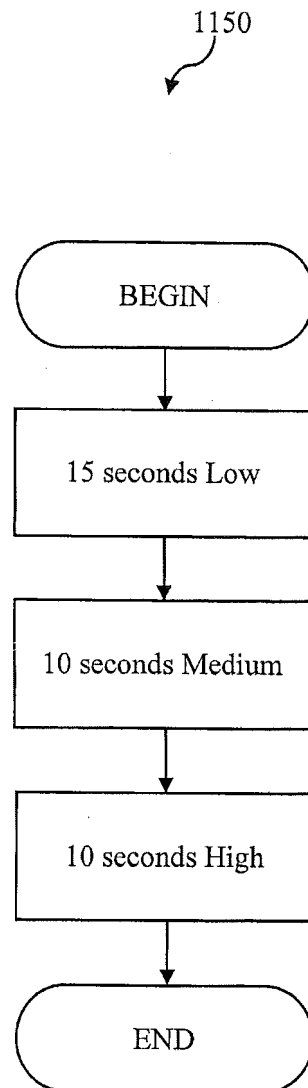 1150
BEGIN
15 seconds Low
10 seconds Medium
10 seconds High
END